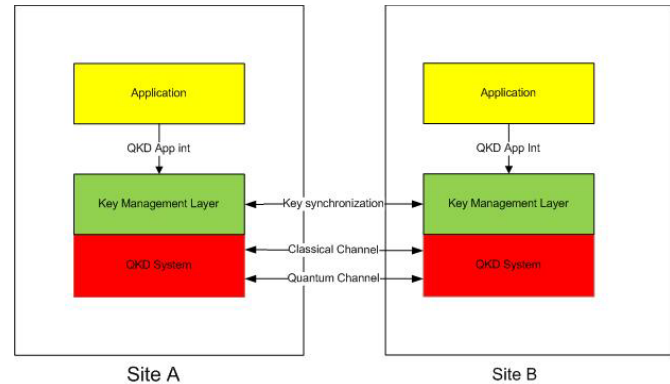 Application
Application
QKD App int
QKD App Int
Key Management Layer
Key synchronization
Key Management Layer
QKD System
Classical Channel
QKD System
Quantum Channel
Site A
Site B